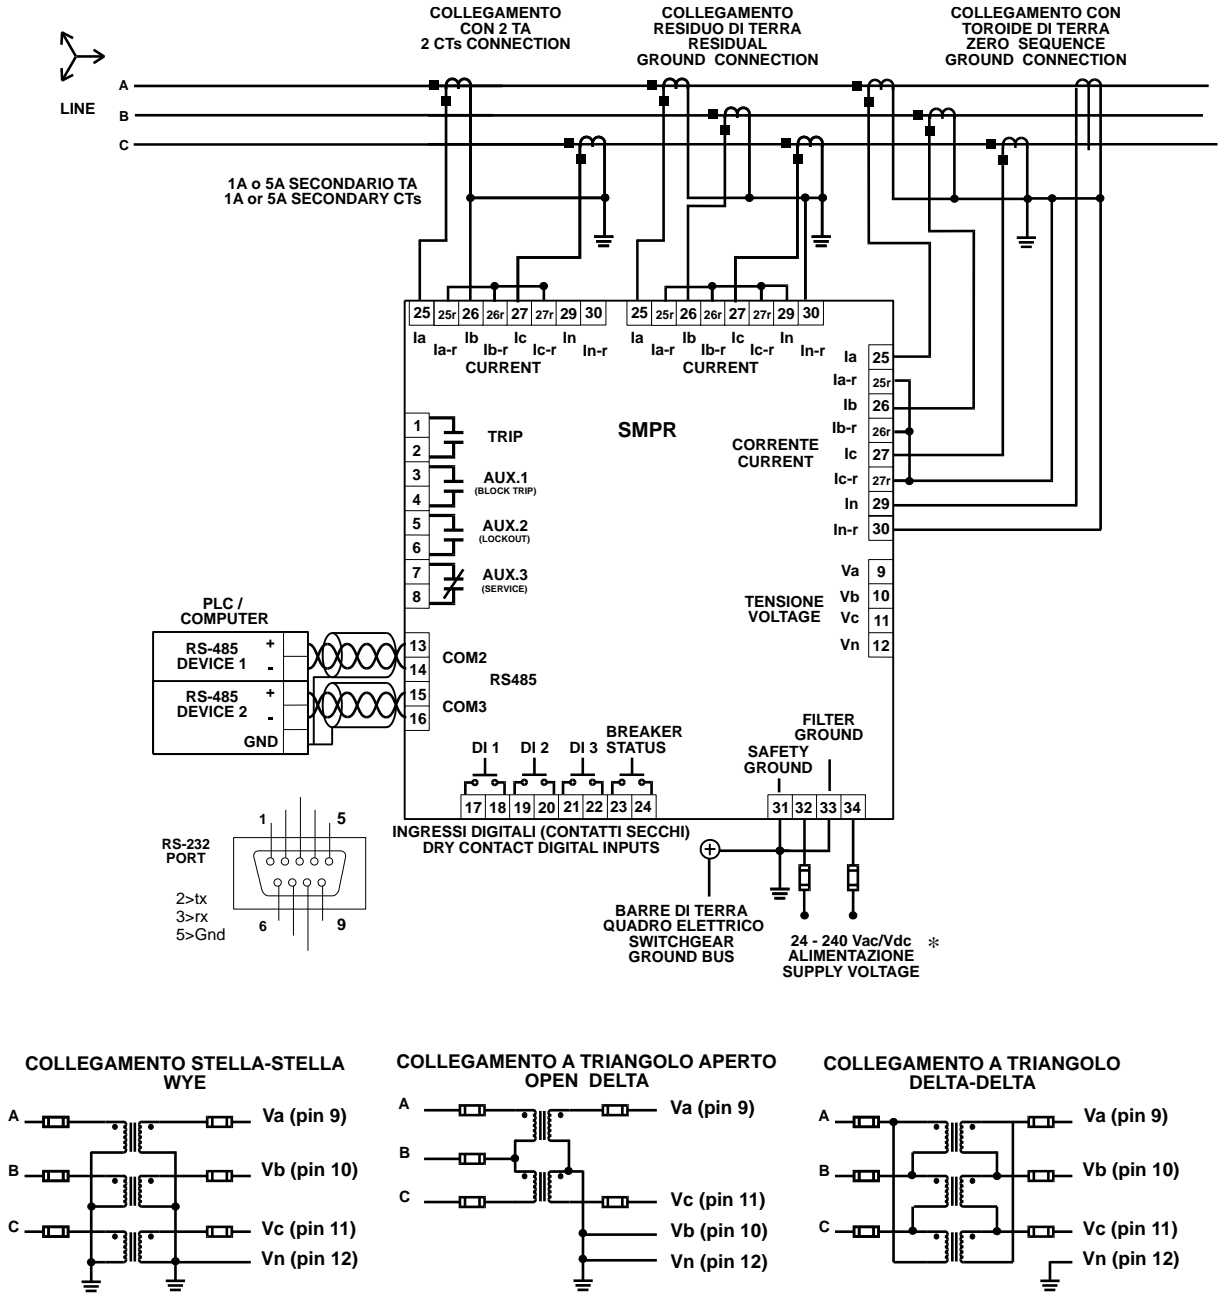 COLLEGAMENTO
CON 2 TA
2 CTs CONNECTION
COLLEGAMENTO
RESIDUO DI TERRA
RESIDUAL
GROUND CONNECTION
COLLEGAMENTO CON
TOROIDE DI TERRA
ZERO SEQUENCE
GROUND CONNECTION
LINE
A
B
C
1A o 5A SECONDARIO TA
1A or 5A SECONDARY CTs
25 25r 26 26r 27 27r 29 30
Ia Ib Ic In
Ia-r Ib-r Ic-r In-r
CURRENT
25 25r 26 26r 27 27r 29 30
Ia Ib Ic In
Ia-r Ib-r Ic-r In-r
CURRENT
SMPR
CORRENTE
CURRENT
Ia 25
Ia-r 25r
Ib 26
Ib-r 26r
Ic 27
Ic-r 27r
In 29
In-r 30
1
2
TRIP
3
4
AUX.1
(BLOCK TRIP)
5
6
AUX.2
(LOCKOUT)
7
8
AUX.3
(SERVICE)
TENSIONE
VOLTAGE
Va 9
Vb 10
Vc 11
Vn 12
PLC /
COMPUTER
RS-485
DEVICE 1
+
-
RS-485
DEVICE 2
+
-
GND
13
14
COM2
RS485
15
16
COM3
DI 1 DI 2 DI 3
BREAKER
STATUS
17 18 19 20 21 22 23 24
INGRESSI DIGITALI (CONTATTI SECCHI)
DRY CONTACT DIGITAL INPUTS
FILTER
GROUND
SAFETY
GROUND
31 32 33 34
BARRE DI TERRA
QUADRO ELETTRICO
SWITCHGEAR
GROUND BUS
24 - 240 Vac/Vdc *
ALIMENTAZIONE
SUPPLY VOLTAGE
RS-232
PORT
1 5
6 9
2>tx
3>rx
5>Gnd
COLLEGAMENTO STELLA-STELLA
WYE
A Va (pin 9)
B Vb (pin 10)
C Vc (pin 11)
Vn (pin 12)
COLLEGAMENTO A TRIANGOLO APERTO
OPEN DELTA
A Va (pin 9)
B
C Vc (pin 11)
Vb (pin 10)
Vn (pin 12)
COLLEGAMENTO A TRIANGOLO
DELTA-DELTA
A Va (pin 9)
B Vb (pin 10)
C Vc (pin 11)
Vn (pin 12)